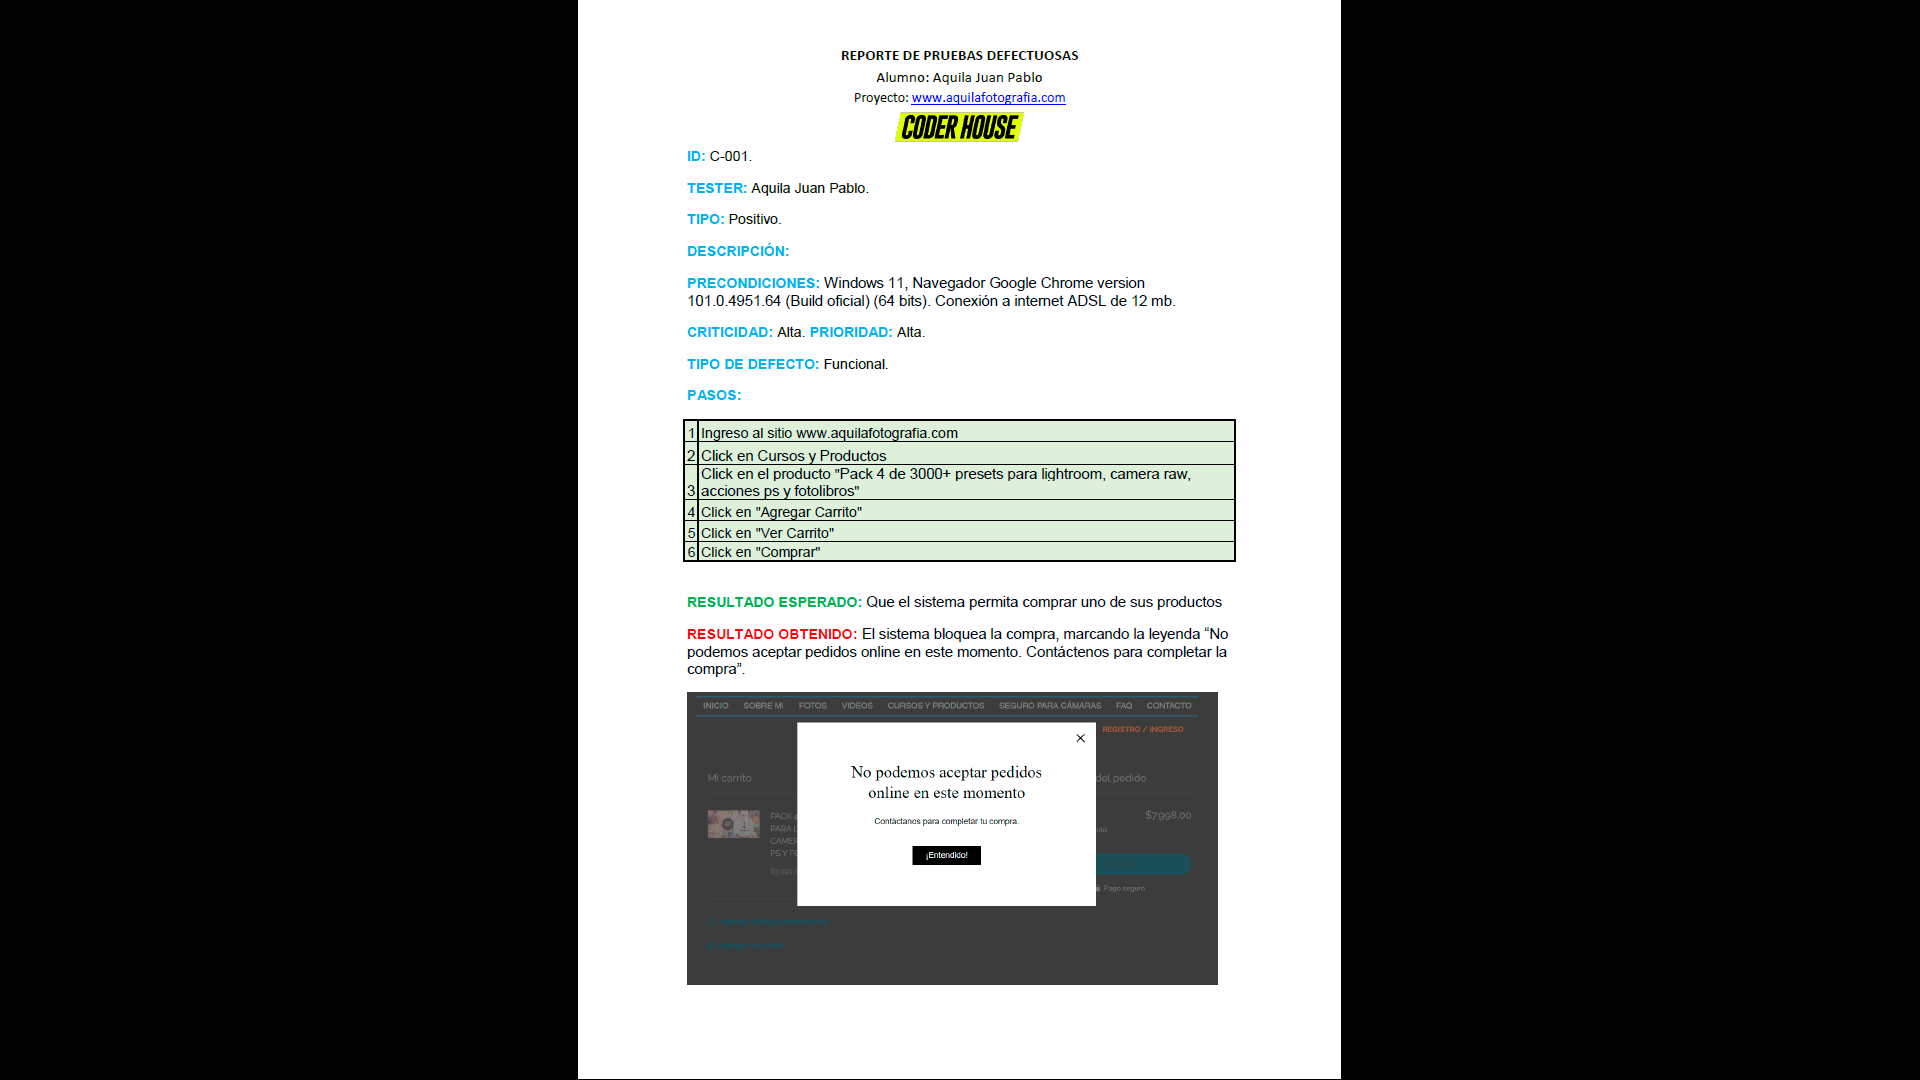 REPORTE DE PRUEBAS DEFECTUOSAS
Alumno: Aquila Juan Pablo
Proyecto: www.aquilafotografia.com
CODER HOUSE
ID: C-001.
TESTER: Aquila Juan Pablo.
TIPO: Positivo.
DESCRIPCIÓN:
PRECONDICIONES: Windows 11, Navegador Google Chrome version
101.0.4951.64 (Build oficial) (64 bits). Conexión a internet ADSL de 12 mb.
CRITICIDAD: Alta. PRIORIDAD: Alta.
TIPO DE DEFECTO: Funcional.
PASOS:
1 Ingreso al sitio www.aquilafotografia.com
2 Click en Cursos y Productos
Click en el producto "Pack 4 de 3000+ presets para lightroom, camera raw,
3 acciones ps y fotolibros"
4 Click en "Agregar Carrito"
5 Click en "Ver Carrito"
6 Click en "Comprar"
RESULTADO ESPERADO: Que el sistema permita comprar uno de sus productos
RESULTADO OBTENIDO: El sistema bloquea la compra, marcando la leyenda “No
podemos aceptar pedidos online en este momento. Contáctenos para completar la
compra”.
INICIO SOBRE MI FOTOS VIDEOS CURSOS Y PRODUCTOS SEGURO PARA CÁMARAS FAQ CONTACTO
REGISTRO / INGRESO
Mi carrito
del pedido
No podemos aceptar pedidos
online en este momento
Contáctanos para completar tu compra.
¡Entendido!
PACK 4
PARA L
CAMER
PS Y FO
$7998,00
Pago seguro